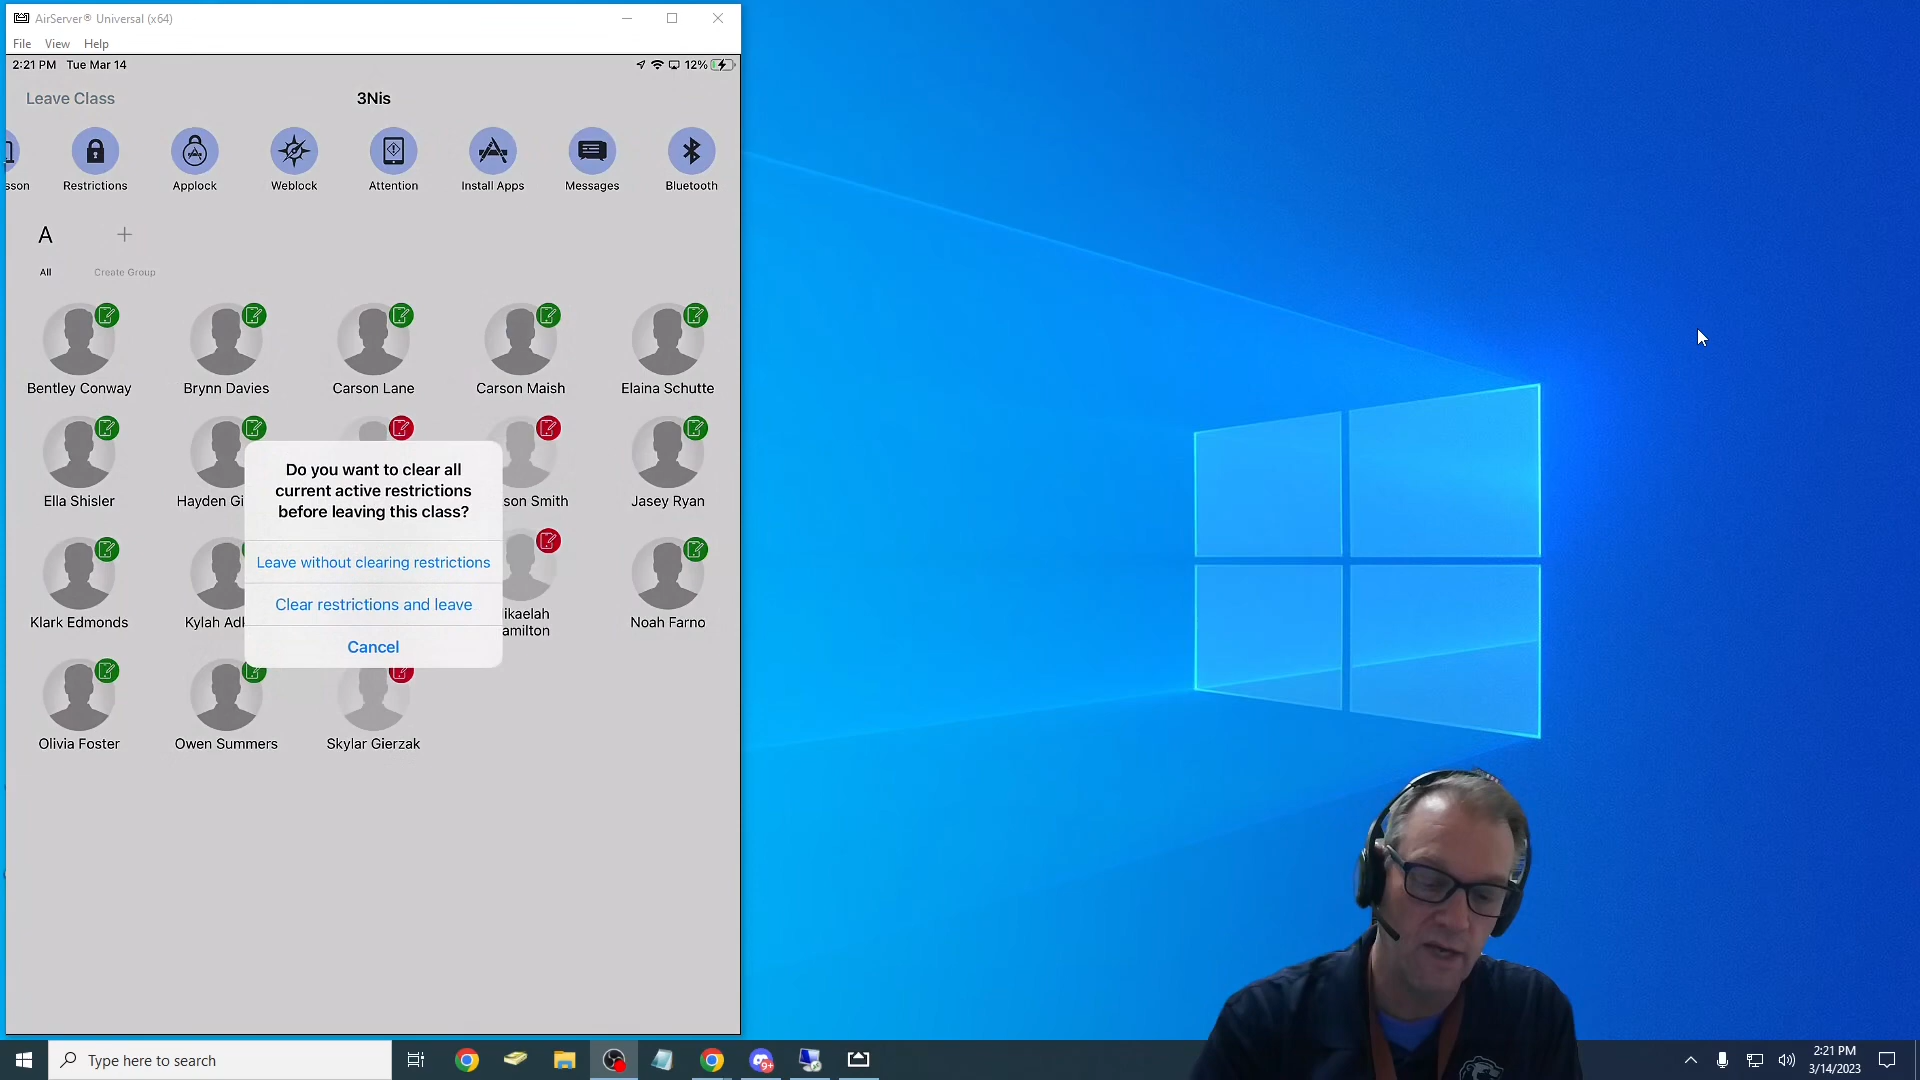 AirServer® Universal (x64)
File View Help
2:21 PM Tue Mar 14
12%
Leave Class
3Nis
sson
Restrictions
Applock
Weblock
Attention
Install Apps
Messages
Bluetooth
A
All
Create Group
Bentley Conway
Brynn Davies
Carson Lane
Carson Maish
Elaina Schutte
Ella Shisler
Hayden Gi
son Smith
Jasey Ryan
Do you want to clear all
current active restrictions
before leaving this class?
Leave without clearing restrictions
Clear restrictions and leave
Cancel
Klark Edmonds
Kylah Ad
ikaelah
amilton
Noah Farno
Olivia Foster
Owen Summers
Skylar Gierzak
Type here to search
9+
2:21 PM
3/14/2023